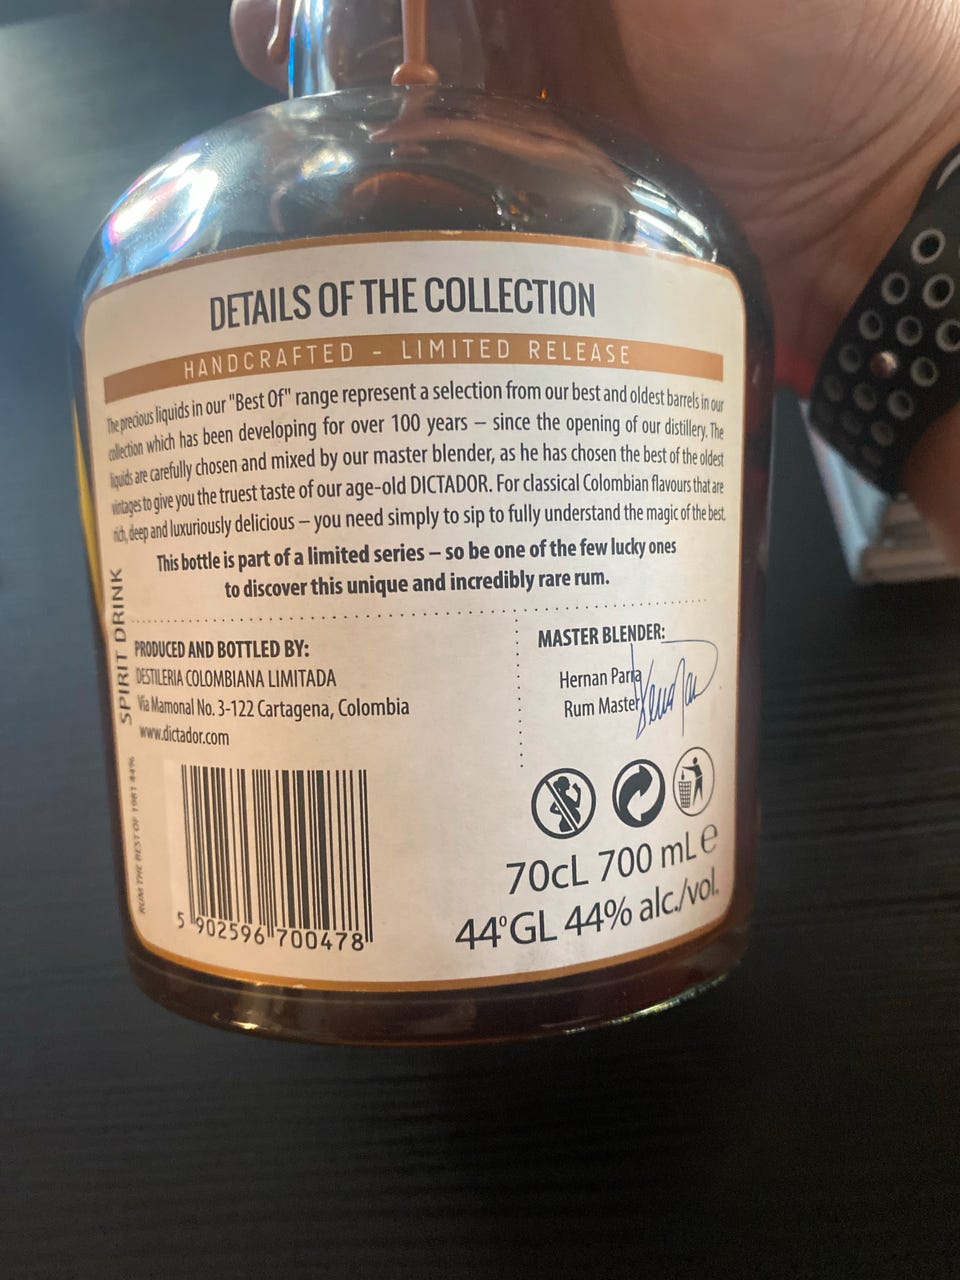 DETAILS OF THE COLLECTION
HANDCRAFTED - LIMITED RELEASE
The precious liquids in our "Best Of" range represent a selection from our best and oldest barrels in our
collection which has been developing for over 100 years – since the opening of our distillery. The
liquids are carefully chosen and mixed by our master blender, as he has chosen the best of the oldest
vintages to give you the truest taste of our age-old DICTADOR. For classical Colombian flavours that are
rich, deep and luxuriously delicious – you need simply to sip to fully understand the magic of the best.
This bottle is part of a limited series – so be one of the few lucky ones
to discover this unique and incredibly rare rum.
SPIRIT DRINK
RUM THE BEST OF 1981 44%
PRODUCED AND BOTTLED BY:
DESTILERIA COLOMBIANA LIMITADA
Via Mamonal No. 3-122 Cartagena, Colombia
www.dictador.com
MASTER BLENDER:
Hernan Parra
Rum Master
5 902596 700478
70cL 700 mL e
44°GL 44% alc./vol.